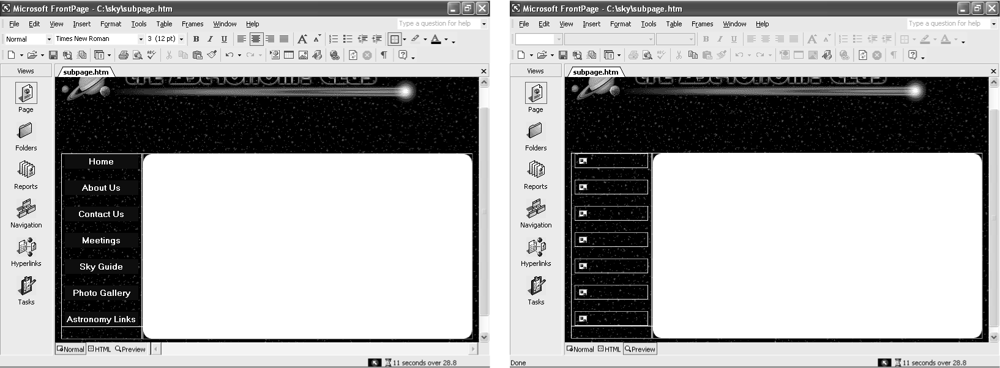 Microsoft FrontPage - C:\sky\subpage.htm
File Edit View Insert Format Tools Table Frames Window Help Type a question for help
Normal Times New Roman 3 (12 pt) B I U
Views
subpage.htm
Page
Folders
Reports
Navigation
Hyperlinks
Tasks
Home
About Us
Contact Us
Meetings
Sky Guide
Photo Gallery
Astronomy Links
Normal HTML Preview
11 seconds over 28.8
Microsoft FrontPage - C:\sky\subpage.htm
File Edit View Insert Format Tools Table Frames Window Help Type a question for help
B I U
Views
subpage.htm
Page
Folders
Reports
Navigation
Hyperlinks
Tasks
Normal HTML Preview
Done 11 seconds over 28.8